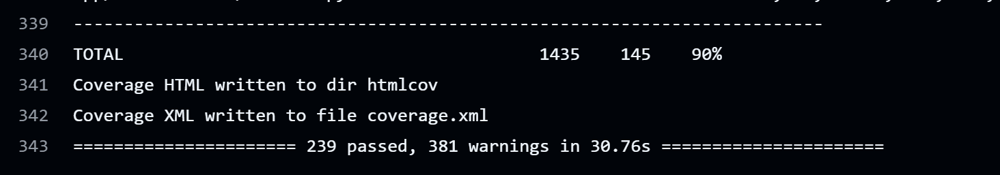 339 --------------------------------------------------------------------------
340 TOTAL 1435 145 90%
341 Coverage HTML written to dir htmlcov
342 Coverage XML written to file coverage.xml
343 ====================== 239 passed, 381 warnings in 30.76s ======================